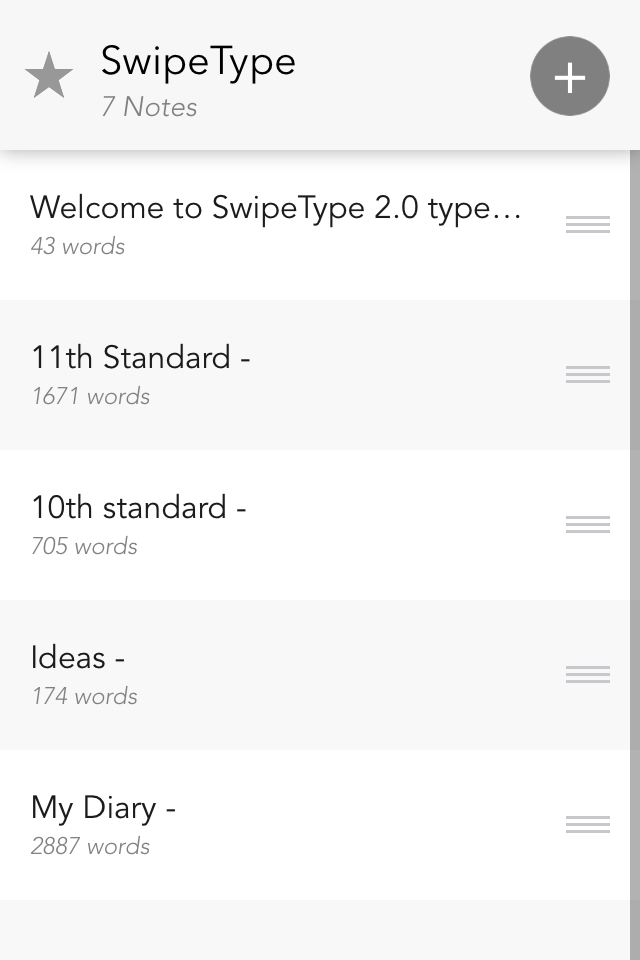 SwipeType
7 Notes
Welcome to SwipeType 2.0 type...
43 words
11th Standard -
1671 words
10th standard -
705 words
Ideas -
174 words
My Diary -
2887 words